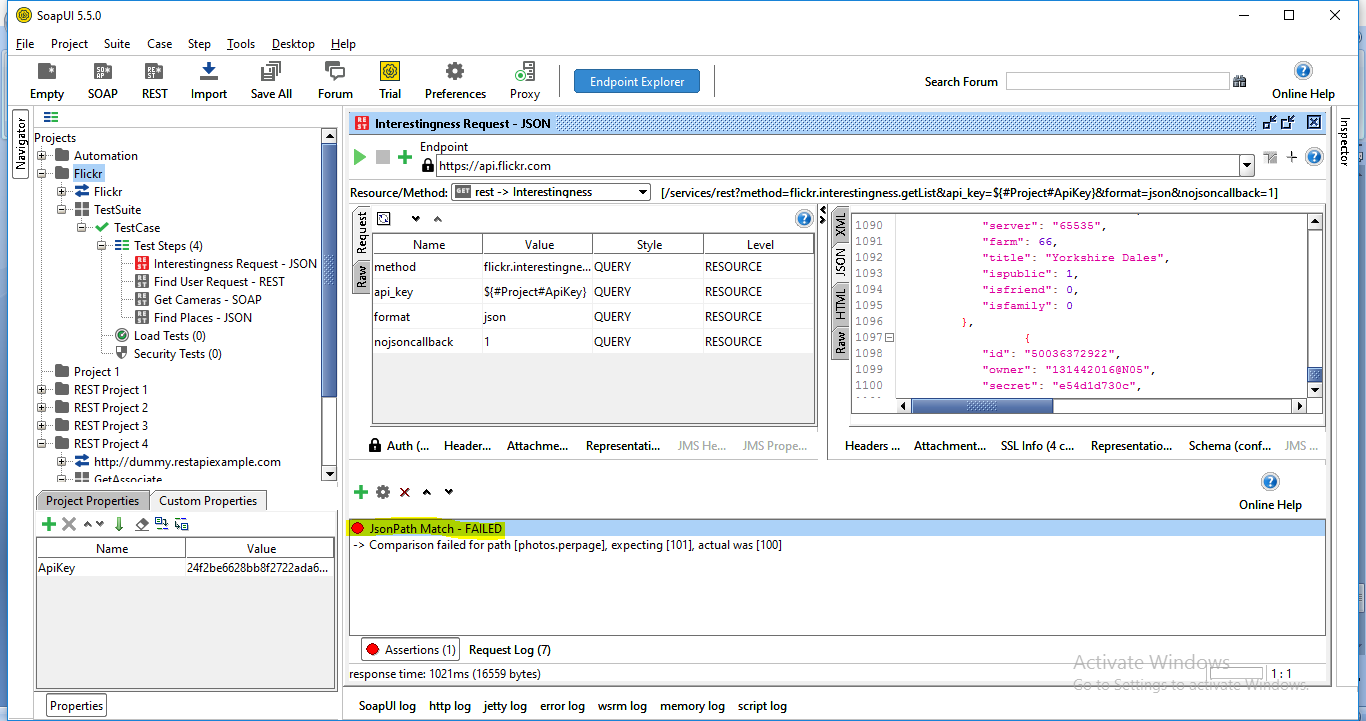 SoapUI 5.5.0
File Project Suite Case Step Tools Desktop Help
Empty SOAP REST Import Save All Forum Trial Preferences Proxy Endpoint Explorer Search Forum Online Help
Navigator
Projects
Automation
Flickr
Flickr
TestSuite
TestCase
Test Steps (4)
Interestingness Request - JSON
Find User Request - REST
Get Cameras - SOAP
Find Places - JSON
Load Tests (0)
Security Tests (0)
Project 1
REST Project 1
REST Project 2
REST Project 3
REST Project 4
http://dummy.restapiexample.com
GetAssociate
Project Properties Custom Properties
Name Value
ApiKey 24f2be6628bb8f2722ada6...
Properties
Interestingness Request - JSON
Endpoint
https://api.flickr.com
Resource/Method: GET rest -> Interestingness [/services/rest?method=flickr.interestingness.getList&api_key=${#Project#ApiKey}&format=json&nojsoncallback=1]
Request
Raw
Name Value Style Level
method flickr.interestingne... QUERY RESOURCE
api_key ${#Project#ApiKey} QUERY RESOURCE
format json QUERY RESOURCE
nojsoncallback 1 QUERY RESOURCE
Auth (... Header... Attachme... Representati... JMS He... JMS Prope...
XML
JSON
HTML
Raw
1090 "server": "65535",
1091 "farm": 66,
1092 "title": "Yorkshire Dales",
1093 "ispublic": 1,
1094 "isfriend": 0,
1095 "isfamily": 0
1096 },
1097 {
1098 "id": "50036372922",
1099 "owner": "131442016@N05",
1100 "secret": "e54d1d730c",
Headers ... Attachment... SSL Info (4 c... Representatio... Schema (conf... JMS ...
Online Help
JsonPath Match - FAILED
-> Comparison failed for path [photos.perpage], expecting [101], actual was [100]
Assertions (1) Request Log (7)
response time: 1021ms (16559 bytes)
1 : 1
Activate Windows
Go to Settings to activate Windows.
SoapUI log http log jetty log error log wsrm log memory log script log
Inspector